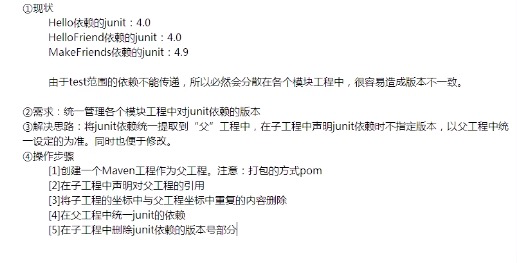 ①现状
Hello依赖的junit：4.0
HelloFriend依赖的junit：4.0
MakeFriends依赖的junit：4.9
由于test范围的依赖不能传递，所以必然会分散在各个模块工程中，很容易造成版本不一致。
②需求：统一管理各个模块工程中对junit依赖的版本
③解决思路：将junit依赖统一提取到“父”工程中，在子工程中声明junit依赖时不指定版本，以父工程中统
一设定的为准。同时也便于修改。
④操作步骤
[1]创建一个Maven工程作为父工程。注意：打包的方式pom
[2]在子工程中声明对父工程的引用
[3]将子工程的坐标中与父工程坐标中重复的内容删除
[4]在父工程中统一junit的依赖
[5]在子工程中删除junit依赖的版本号部分